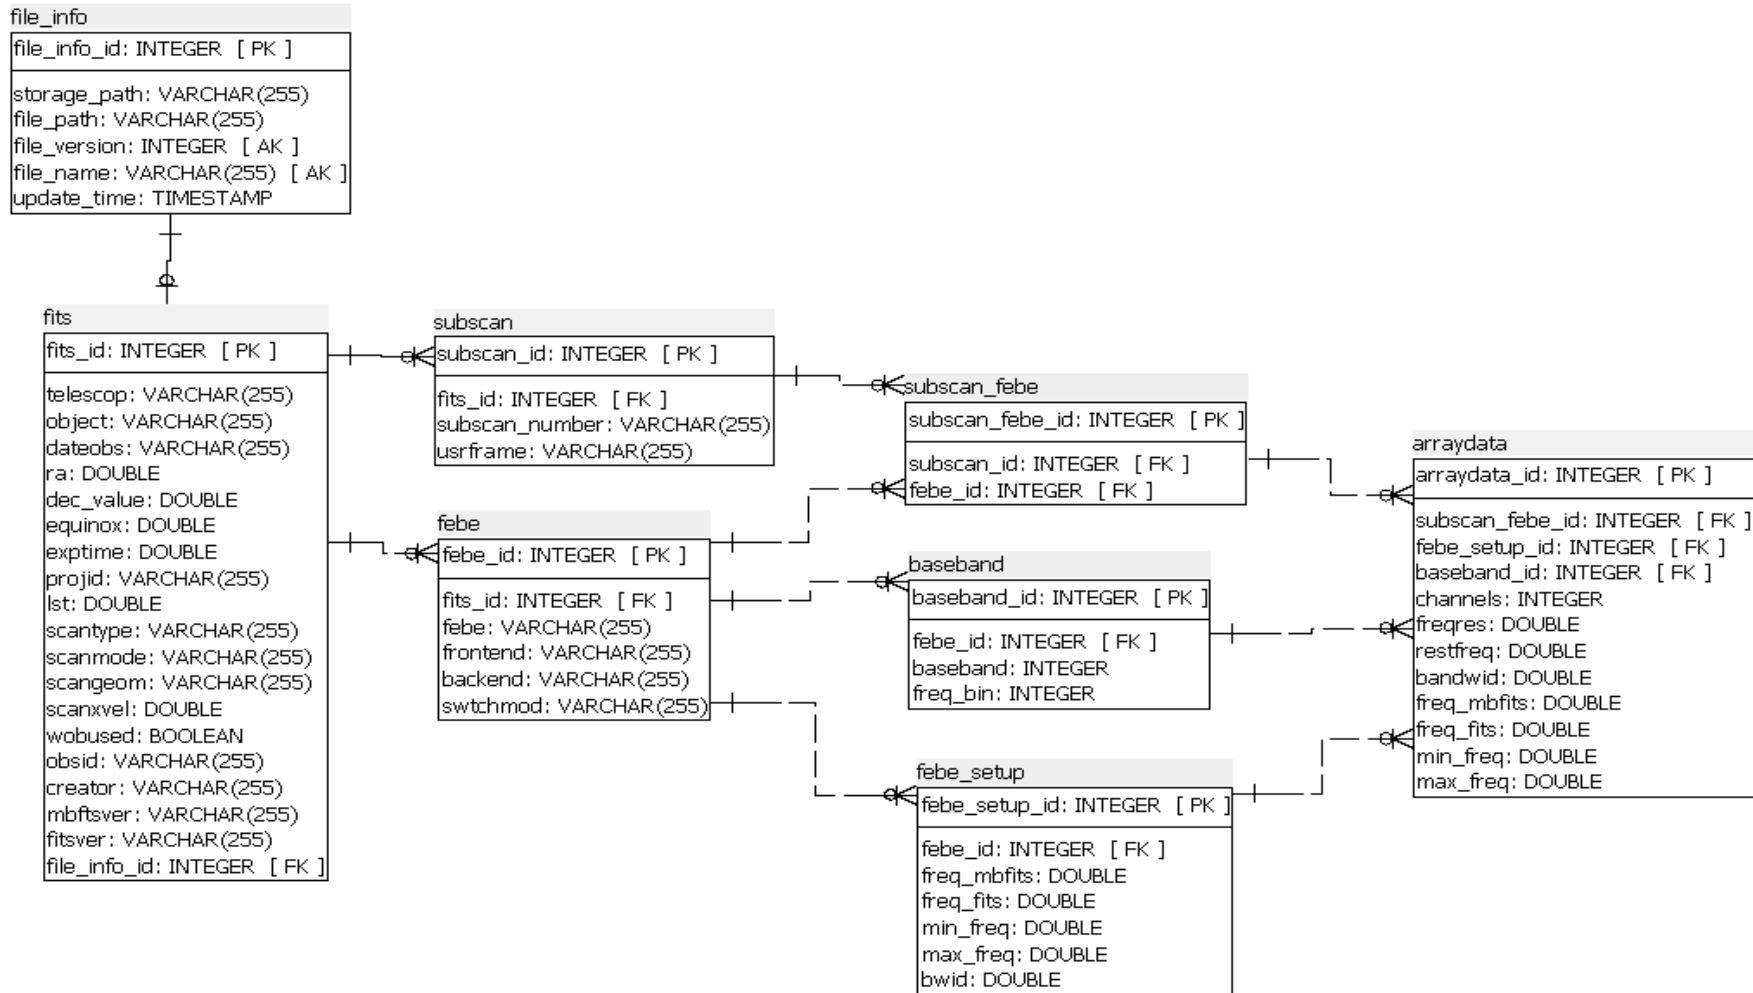 file_info
file_info_id: INTEGER [ PK ]
storage_path: VARCHAR(255)
file_path: VARCHAR(255)
file_version: INTEGER [ AK ]
file_name: VARCHAR(255) [ AK ]
update_time: TIMESTAMP
fits
fits_id: INTEGER [ PK ]
telescop: VARCHAR(255)
object: VARCHAR(255)
dateobs: VARCHAR(255)
ra: DOUBLE
dec_value: DOUBLE
equinox: DOUBLE
exptime: DOUBLE
projid: VARCHAR(255)
lst: DOUBLE
scantype: VARCHAR(255)
scanmode: VARCHAR(255)
scangeom: VARCHAR(255)
scanxvel: DOUBLE
wobused: BOOLEAN
obsid: VARCHAR(255)
creator: VARCHAR(255)
mbftsver: VARCHAR(255)
fitsver: VARCHAR(255)
file_info_id: INTEGER [ FK ]
subscan
subscan_id: INTEGER [ PK ]
fits_id: INTEGER [ FK ]
subscan_number: VARCHAR(255)
usrframe: VARCHAR(255)
febe
febe_id: INTEGER [ PK ]
fits_id: INTEGER [ FK ]
febe: VARCHAR(255)
frontend: VARCHAR(255)
backend: VARCHAR(255)
swtchmod: VARCHAR(255)
subscan_febe
subscan_febe_id: INTEGER [ PK ]
subscan_id: INTEGER [ FK ]
febe_id: INTEGER [ FK ]
baseband
baseband_id: INTEGER [ PK ]
febe_id: INTEGER [ FK ]
baseband: INTEGER
freq_bin: INTEGER
febe_setup
febe_setup_id: INTEGER [ PK ]
febe_id: INTEGER [ FK ]
freq_mbfits: DOUBLE
freq_fits: DOUBLE
min_freq: DOUBLE
max_freq: DOUBLE
bwid: DOUBLE
arraydata
arraydata_id: INTEGER [ PK ]
subscan_febe_id: INTEGER [ FK ]
febe_setup_id: INTEGER [ FK ]
baseband_id: INTEGER [ FK ]
channels: INTEGER
freqres: DOUBLE
restfreq: DOUBLE
bandwid: DOUBLE
freq_mbfits: DOUBLE
freq_fits: DOUBLE
min_freq: DOUBLE
max_freq: DOUBLE